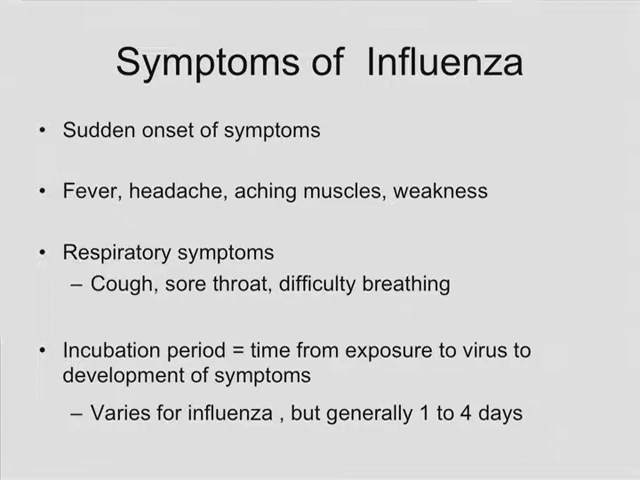 Symptoms of  Influenza
• Sudden onset of symptoms
• Fever, headache, aching muscles, weakness
• Respiratory symptoms
– Cough, sore throat, difficulty breathing
• Incubation period = time from exposure to virus to
development of symptoms
– Varies for influenza , but generally 1 to 4 days